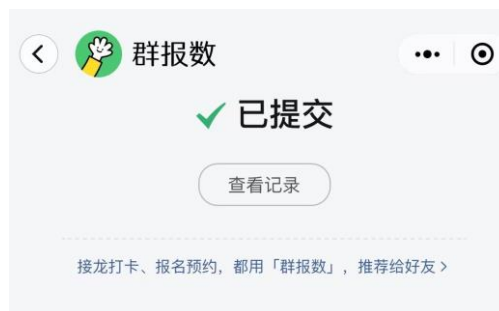 群报数
已提交
查看记录
接龙打卡、报名预约，都用「群报数」，推荐给好友>